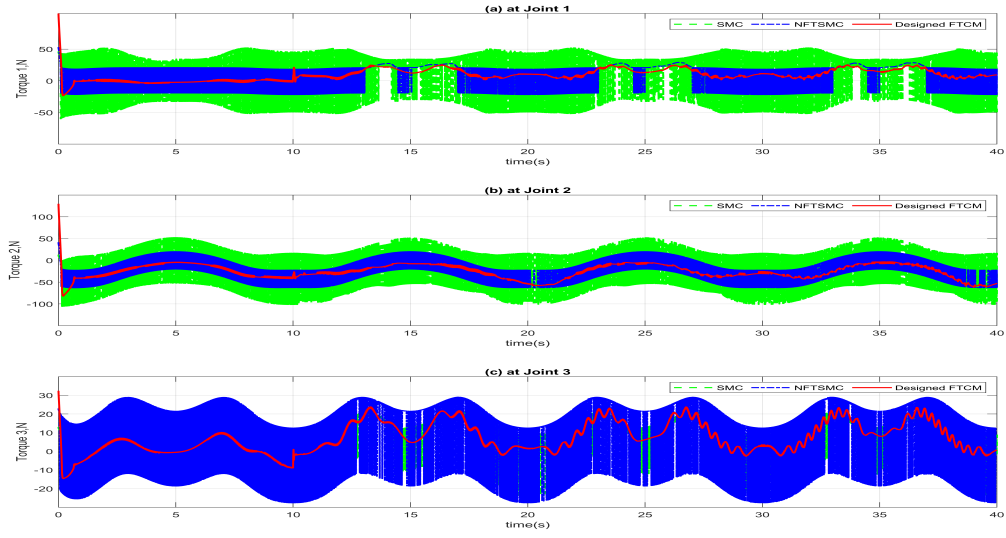 (a) at Joint 1
SMC NFTSMC Designed FTCM
Torque 1,N
50
0
-50
0 5 10 15 20 25 30 35 40
time(s)
(b) at Joint 2
SMC NFTSMC Designed FTCM
Torque 2,N
100
50
0
-50
-100
0 5 10 15 20 25 30 35 40
time(s)
(c) at Joint 3
SMC NFTSMC Designed FTCM
Torque 3,N
30
20
10
0
-10
-20
0 5 10 15 20 25 30 35 40
time(s)